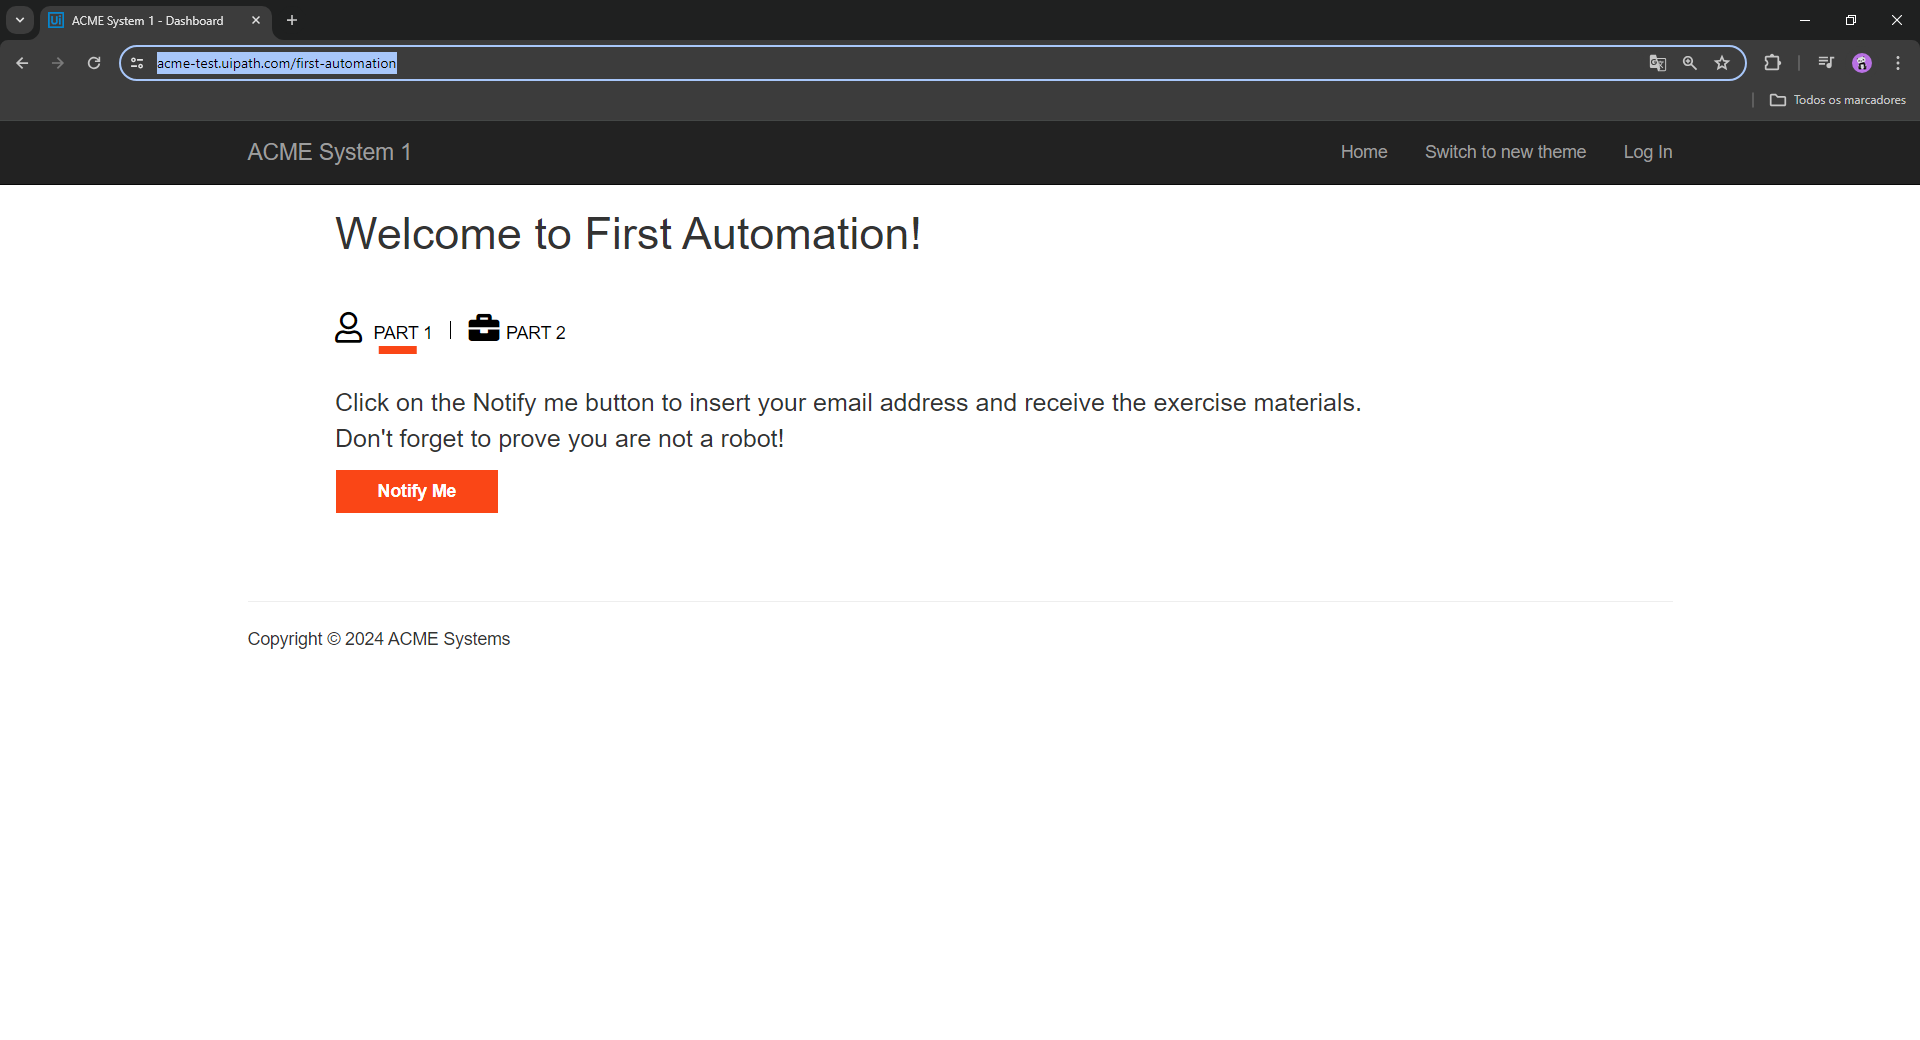 Ui ACME System 1 - Dashboard
acme-test.uipath.com/first-automation
Todos os marcadores
ACME System 1 Home Switch to new theme Log In
Welcome to First Automation!
PART 1 PART 2
Click on the Notify me button to insert your email address and receive the exercise materials.
Don't forget to prove you are not a robot!
Notify Me
Copyright © 2024 ACME Systems